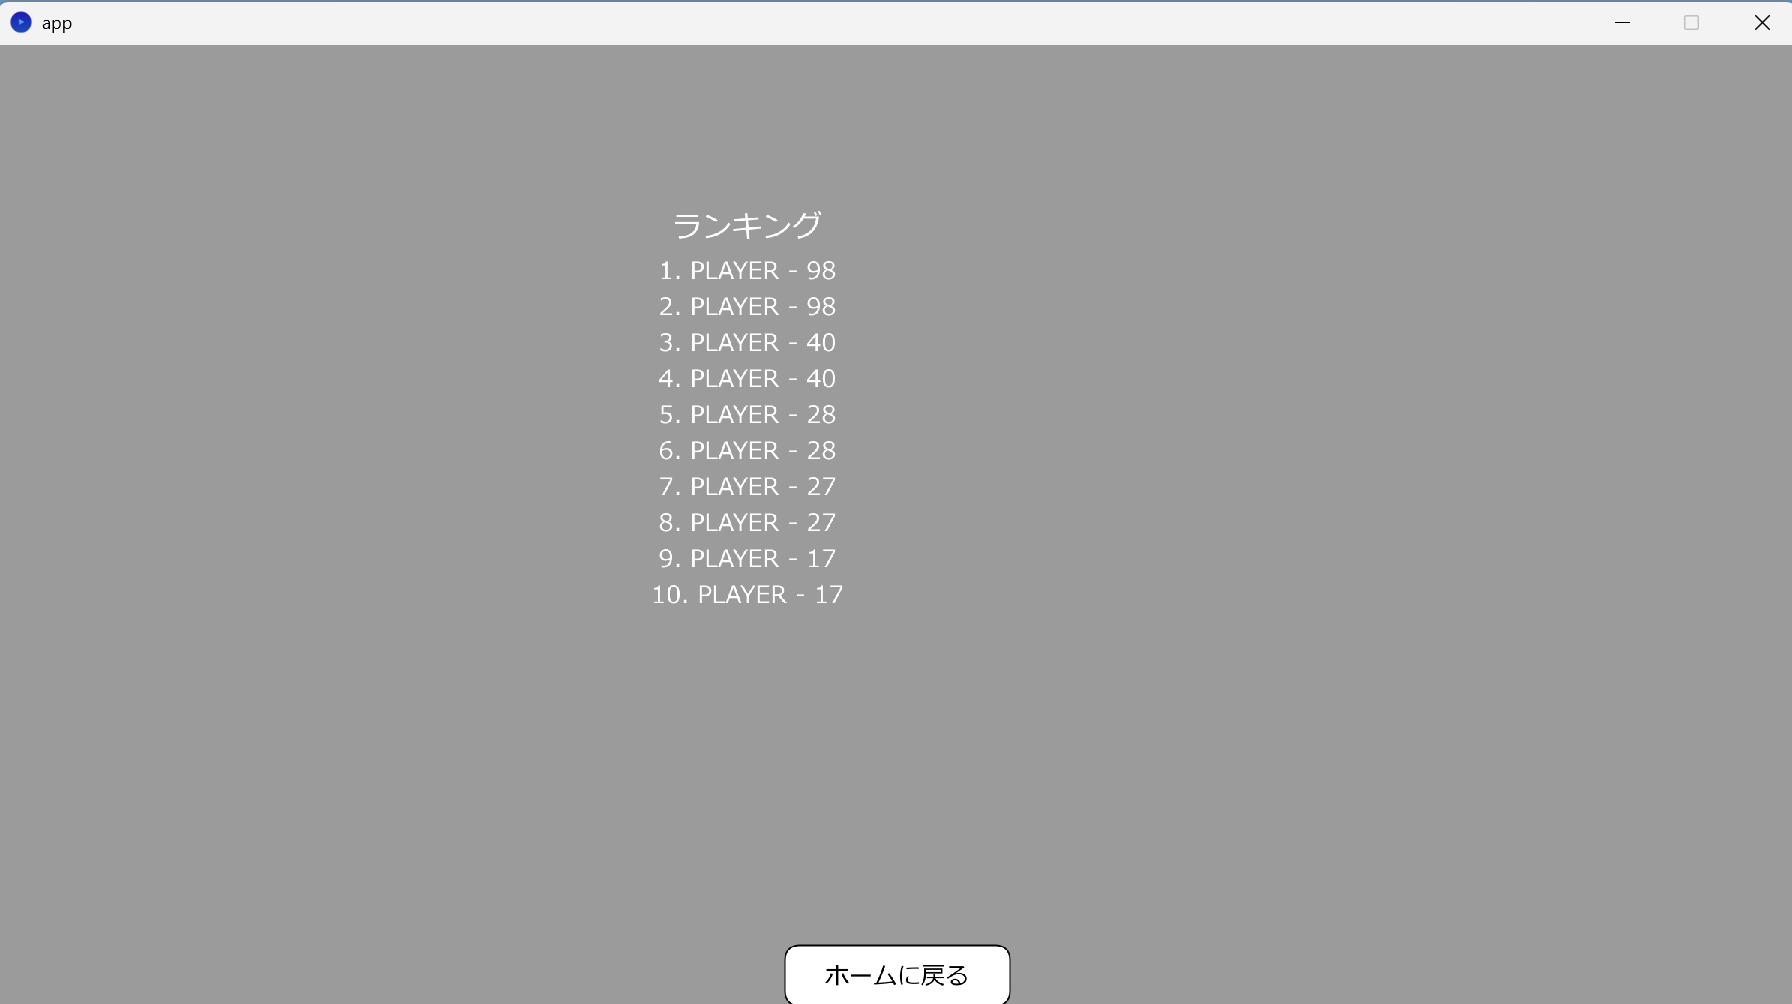 app
ランキング
1. PLAYER - 98
2. PLAYER - 98
3. PLAYER - 40
4. PLAYER - 40
5. PLAYER - 28
6. PLAYER - 28
7. PLAYER - 27
8. PLAYER - 27
9. PLAYER - 17
10. PLAYER - 17
ホームに戻る